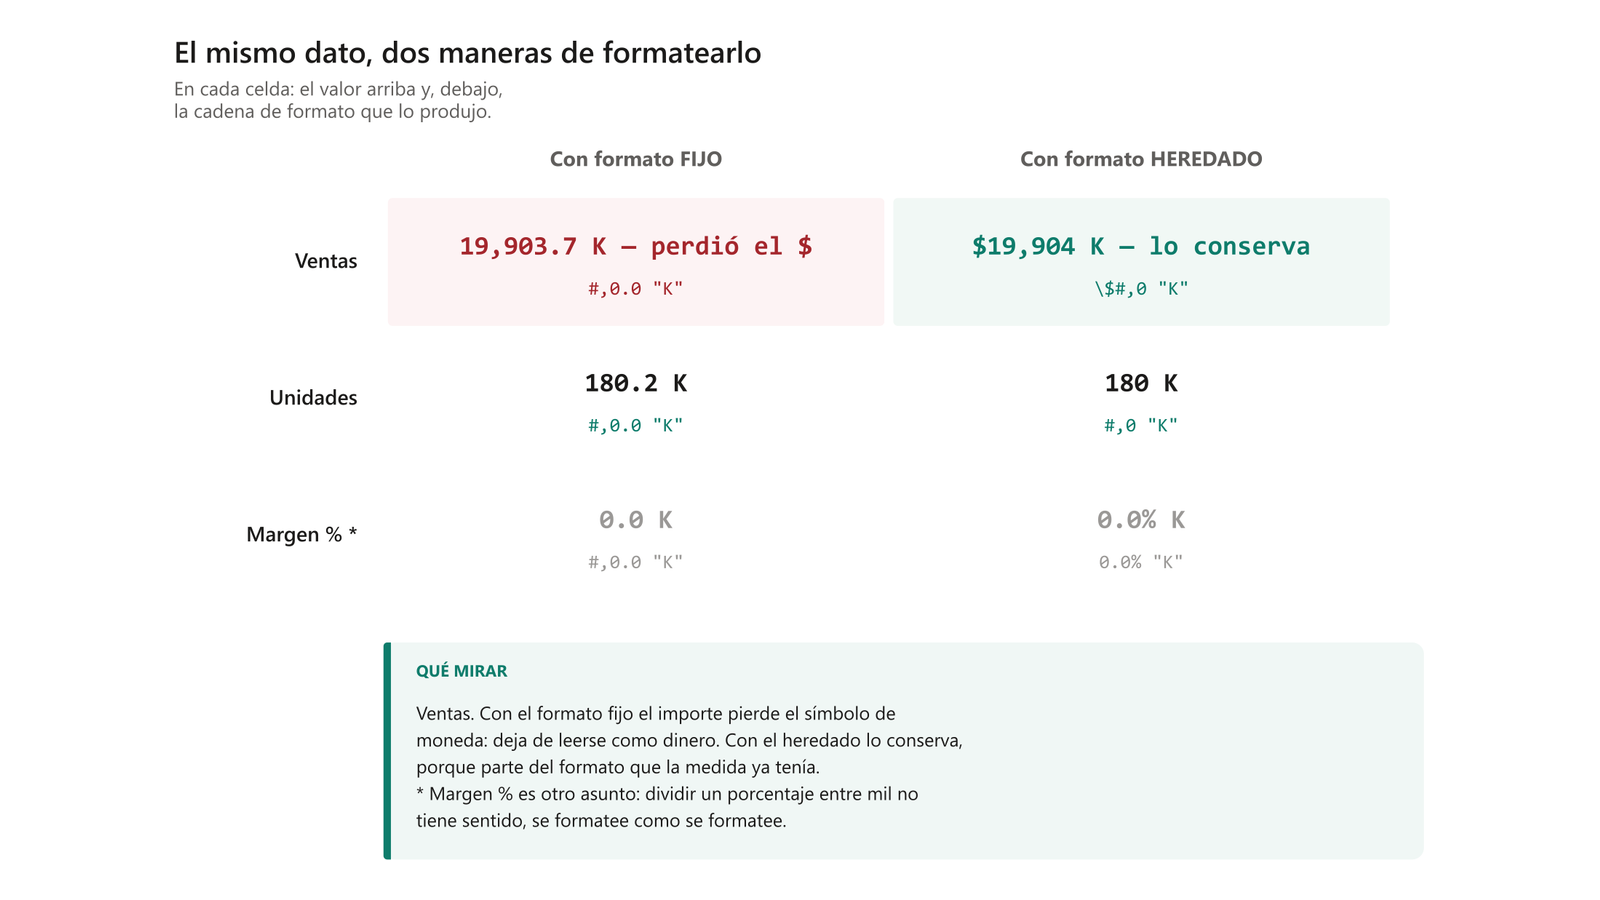 El mismo dato, dos maneras de formatearlo
En cada celda: el valor arriba y, debajo,
la cadena de formato que lo produjo.
Con formato FIJO
Con formato HEREDADO
Ventas
19,903.7 K — perdió el $
#,0.0 "K"
$19,904 K — lo conserva
\$#,0 "K"
Unidades
180.2 K
#,0.0 "K"
180 K
#,0 "K"
Margen % *
0.0 K
#,0.0 "K"
0.0% K
0.0% "K"
QUÉ MIRAR
Ventas. Con el formato fijo el importe pierde el símbolo de
moneda: deja de leerse como dinero. Con el heredado lo conserva,
porque parte del formato que la medida ya tenía.
* Margen % es otro asunto: dividir un porcentaje entre mil no
tiene sentido, se formatee como se formatee.